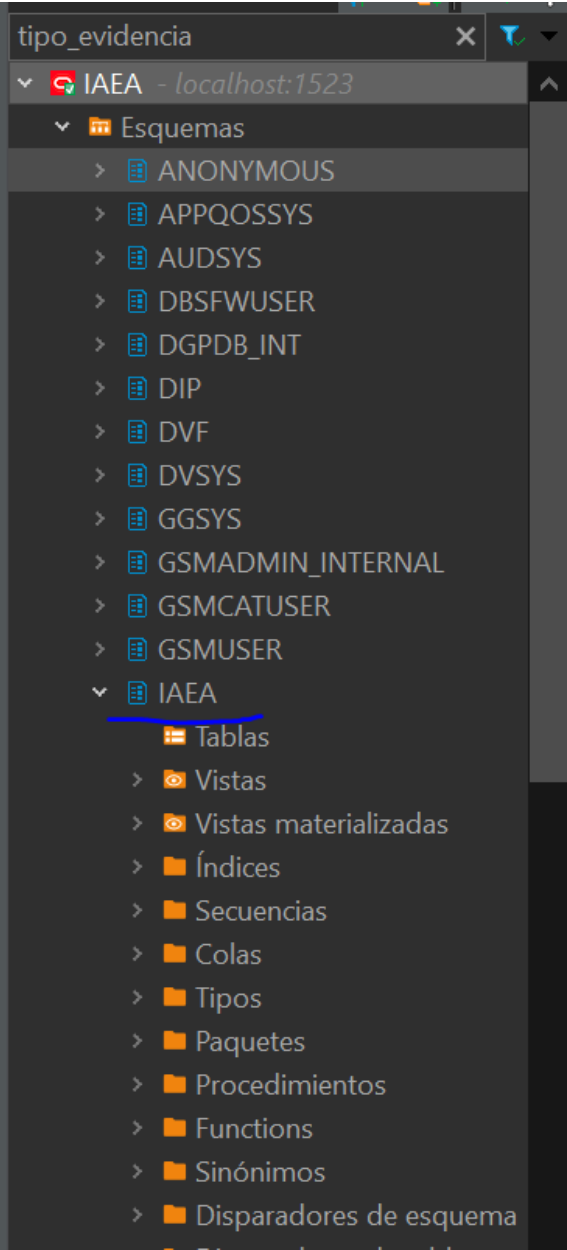 tipo_evidencia
IAEA - localhost:1523
Esquemas
ANONYMOUS
APPQOSSYS
AUDSYS
DBSFWUSER
DGPDB_INT
DIP
DVF
DVSYS
GGSYS
GSMADMIN_INTERNAL
GSMCATUSER
GSMUSER
IAEA
Tablas
Vistas
Vistas materializadas
Índices
Secuencias
Colas
Tipos
Paquetes
Procedimientos
Functions
Sinónimos
Disparadores de esquema